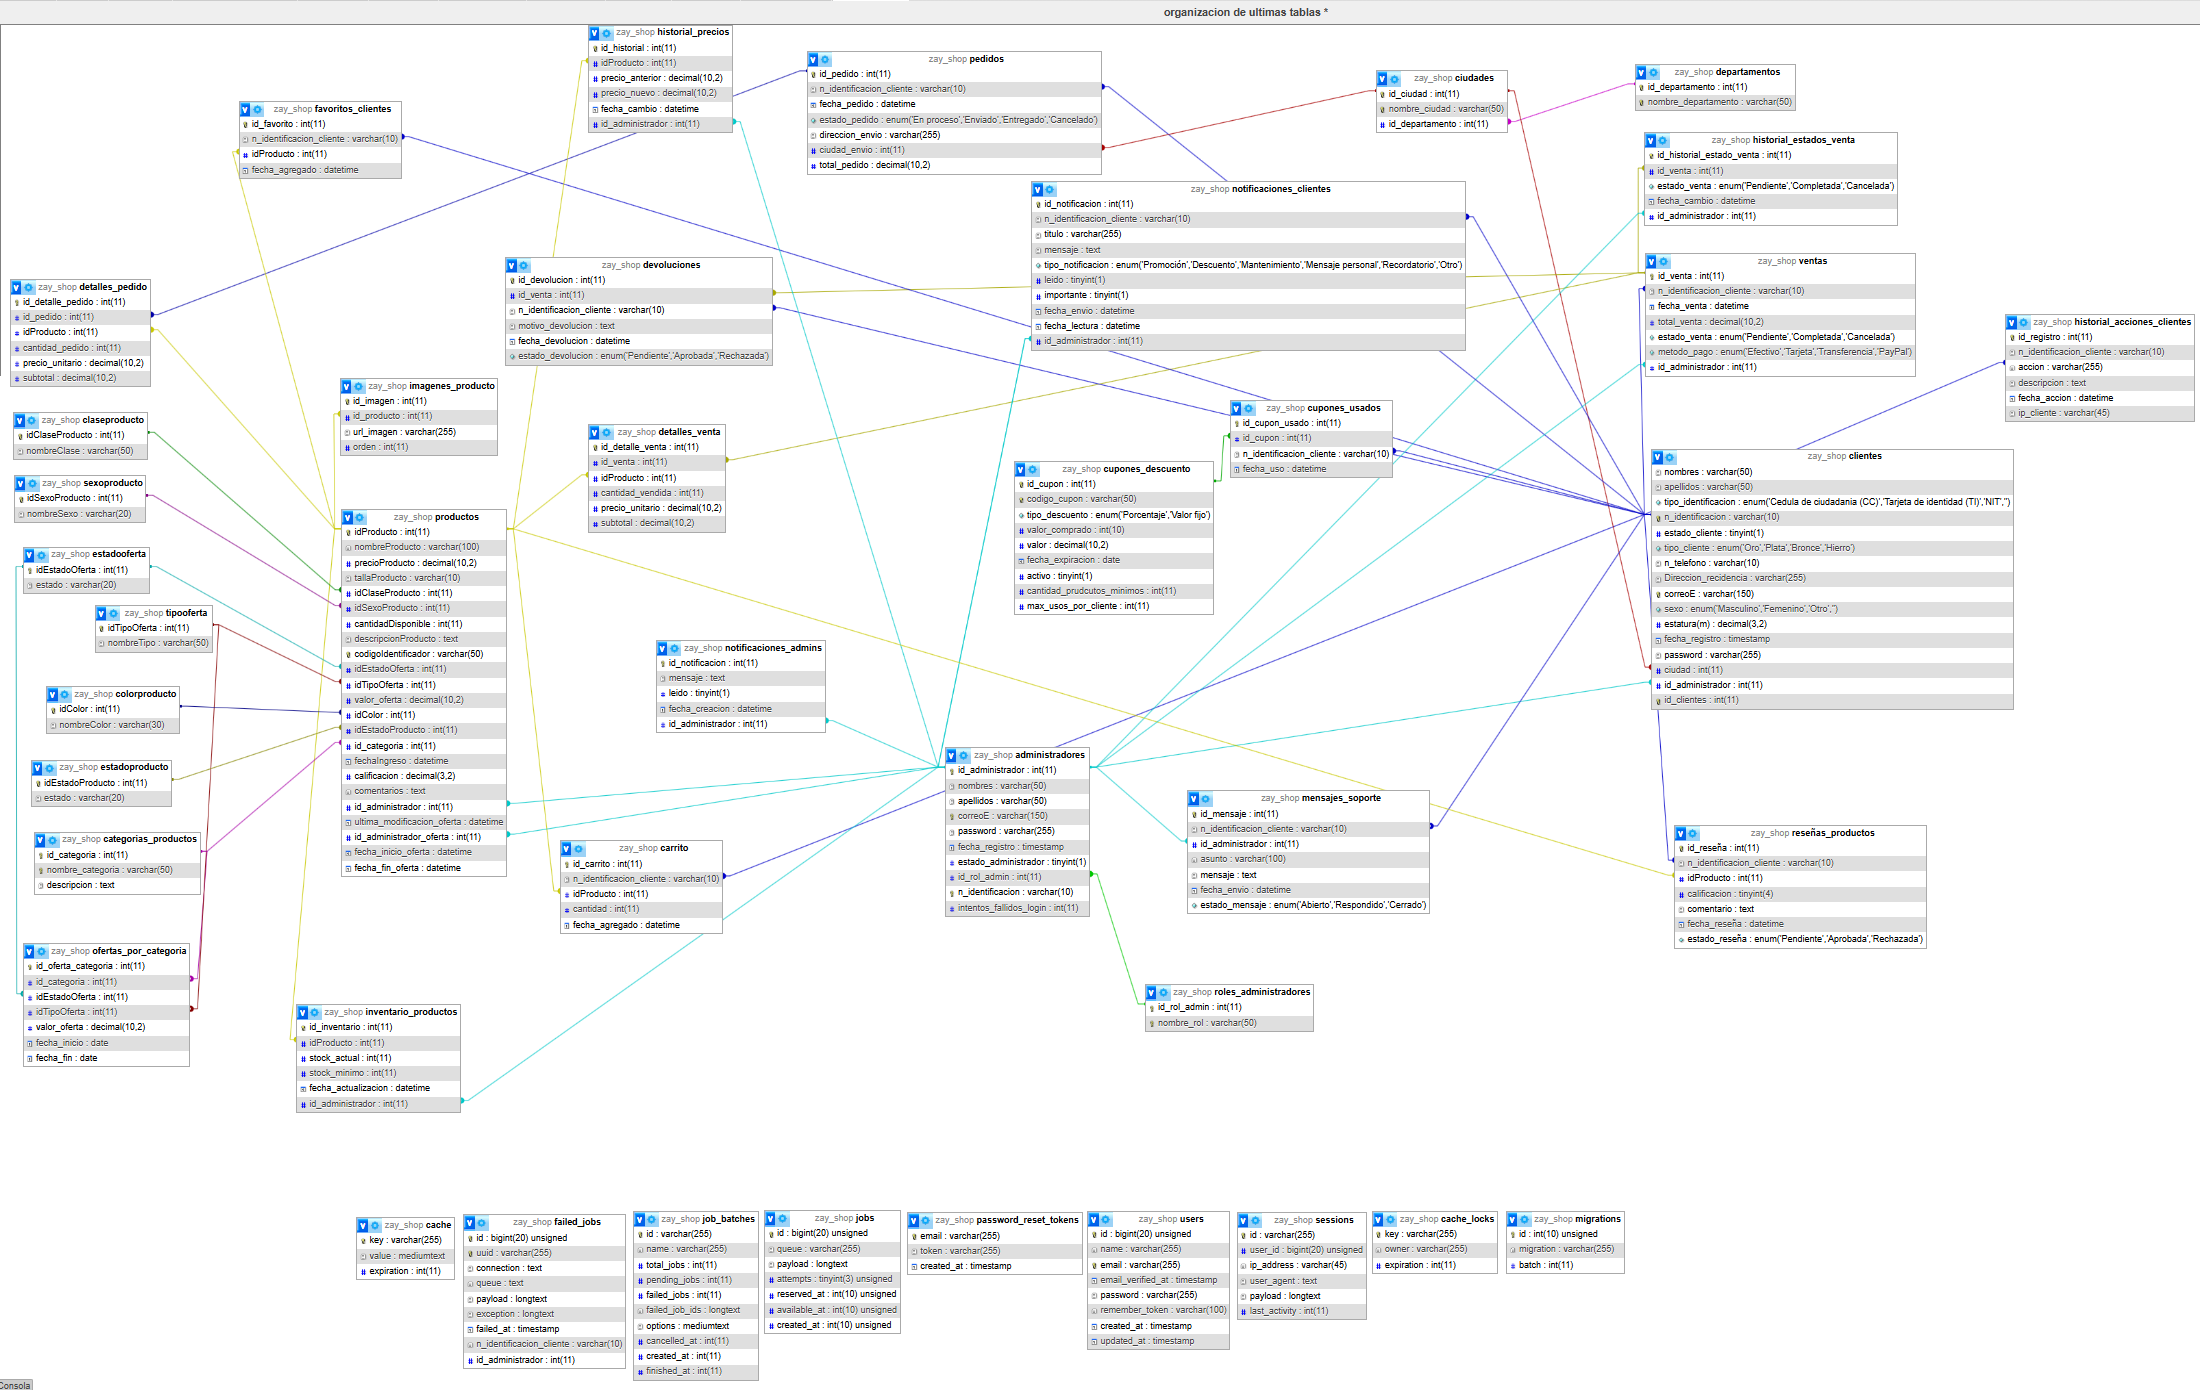 organizacion de ultimas tablas *
zay_shop historial_precios
id_historial : int(11)
idProducto : int(11)
precio_anterior : decimal(10,2)
precio_nuevo : decimal(10,2)
fecha_cambio : datetime
id_administrador : int(11)
zay_shop pedidos
id_pedido : int(11)
n_identificacion_cliente : varchar(10)
fecha_pedido : datetime
estado_pedido : enum('En proceso','Enviado','Entregado','Cancelado')
direccion_envio : varchar(255)
ciudad_envio : int(11)
total_pedido : decimal(10,2)
zay_shop ciudades
id_ciudad : int(11)
nombre_ciudad : varchar(50)
id_departamento : int(11)
zay_shop departamentos
id_departamento : int(11)
nombre_departamento : varchar(50)
zay_shop favoritos_clientes
id_favorito : int(11)
n_identificacion_cliente : varchar(10)
idProducto : int(11)
fecha_agregado : datetime
zay_shop historial_estados_venta
id_historial_estado_venta : int(11)
id_venta : int(11)
estado_venta : enum('Pendiente','Completada','Cancelada')
fecha_cambio : datetime
id_administrador : int(11)
zay_shop notificaciones_clientes
id_notificacion : int(11)
n_identificacion_cliente : varchar(10)
titulo : varchar(255)
mensaje : text
tipo_notificacion : enum('Promoción','Descuento','Mantenimiento','Mensaje personal','Recordatorio','Otro')
leido : tinyint(1)
importante : tinyint(1)
fecha_envio : datetime
fecha_lectura : datetime
id_administrador : int(11)
zay_shop devoluciones
id_devolucion : int(11)
id_venta : int(11)
n_identificacion_cliente : varchar(10)
motivo_devolucion : text
fecha_devolucion : datetime
estado_devolucion : enum('Pendiente','Aprobada','Rechazada')
zay_shop ventas
id_venta : int(11)
n_identificacion_cliente : varchar(10)
fecha_venta : datetime
total_venta : decimal(10,2)
estado_venta : enum('Pendiente','Completada','Cancelada')
metodo_pago : enum('Efectivo','Tarjeta','Transferencia','PayPal')
id_administrador : int(11)
zay_shop detalles_pedido
id_detalle_pedido : int(11)
id_pedido : int(11)
idProducto : int(11)
cantidad_pedido : int(11)
precio_unitario : decimal(10,2)
subtotal : decimal(10,2)
zay_shop historial_acciones_clientes
id_registro : int(11)
n_identificacion_cliente : varchar(10)
accion : varchar(255)
descripcion : text
fecha_accion : datetime
ip_cliente : varchar(45)
zay_shop imagenes_producto
id_imagen : int(11)
id_producto : int(11)
url_imagen : varchar(255)
orden : int(11)
zay_shop claseproducto
idClaseProducto : int(11)
nombreClase : varchar(50)
zay_shop detalles_venta
id_detalle_venta : int(11)
id_venta : int(11)
idProducto : int(11)
cantidad_vendida : int(11)
precio_unitario : decimal(10,2)
subtotal : decimal(10,2)
zay_shop cupones_usados
id_cupon_usado : int(11)
id_cupon : int(11)
n_identificacion_cliente : varchar(10)
fecha_uso : datetime
zay_shop cupones_descuento
id_cupon : int(11)
codigo_cupon : varchar(50)
tipo_descuento : enum('Porcentaje','Valor fijo')
valor_comprado : int(10)
valor : decimal(10,2)
fecha_expiracion : date
activo : tinyint(1)
cantidad_prudcutos_minimos : int(11)
max_usos_por_cliente : int(11)
zay_shop clientes
nombres : varchar(50)
apellidos : varchar(50)
tipo_identificacion : enum('Cedula de ciudadania (CC)','Tarjeta de identidad (TI)','NIT','')
n_identificacion : varchar(10)
estado_cliente : tinyint(1)
tipo_cliente : enum('Oro','Plata','Bronce','Hierro')
n_telefono : varchar(10)
Direccion_recidencia : varchar(255)
correoE : varchar(150)
sexo : enum('Masculino','Femenino','Otro','')
estatura(m) : decimal(3,2)
fecha_registro : timestamp
password : varchar(255)
ciudad : int(11)
id_administrador : int(11)
id_clientes : int(11)
zay_shop sexoproducto
idSexoProducto : int(11)
nombreSexo : varchar(20)
zay_shop productos
idProducto : int(11)
nombreProducto : varchar(100)
precioProducto : decimal(10,2)
tallaProducto : varchar(10)
idClaseProducto : int(11)
idSexoProducto : int(11)
cantidadDisponible : int(11)
descripcionProducto : text
codigoIdentificador : varchar(50)
idEstadoOferta : int(11)
idTipoOferta : int(11)
valor_oferta : decimal(10,2)
idColor : int(11)
idEstadoProducto : int(11)
id_categoria : int(11)
fechaIngreso : datetime
calificacion : decimal(3,2)
comentarios : text
id_administrador : int(11)
ultima_modificacion_oferta : datetime
id_administrador_oferta : int(11)
fecha_inicio_oferta : datetime
fecha_fin_oferta : datetime
zay_shop estadooferta
idEstadoOferta : int(11)
estado : varchar(20)
zay_shop tipooferta
idTipoOferta : int(11)
nombreTipo : varchar(50)
zay_shop colorproducto
idColor : int(11)
nombreColor : varchar(30)
zay_shop estadoproducto
idEstadoProducto : int(11)
estado : varchar(20)
zay_shop categorias_productos
id_categoria : int(11)
nombre_categoria : varchar(50)
descripcion : text
zay_shop ofertas_por_categoria
id_oferta_categoria : int(11)
id_categoria : int(11)
idEstadoOferta : int(11)
idTipoOferta : int(11)
valor_oferta : decimal(10,2)
fecha_inicio : date
fecha_fin : date
zay_shop notificaciones_admins
id_notificacion : int(11)
mensaje : text
leido : tinyint(1)
fecha_creacion : datetime
id_administrador : int(11)
zay_shop administradores
id_administrador : int(11)
nombres : varchar(50)
apellidos : varchar(50)
correoE : varchar(150)
password : varchar(255)
fecha_registro : timestamp
estado_administrador : tinyint(1)
id_rol_admin : int(11)
n_identificacion : varchar(10)
intentos_fallidos_login : int(11)
zay_shop mensajes_soporte
id_mensaje : int(11)
n_identificacion_cliente : varchar(10)
id_administrador : int(11)
asunto : varchar(100)
mensaje : text
fecha_envio : datetime
estado_mensaje : enum('Abierto','Respondido','Cerrado')
zay_shop reseñas_productos
id_reseña : int(11)
n_identificacion_cliente : varchar(10)
idProducto : int(11)
calificacion : tinyint(4)
comentario : text
fecha_reseña : datetime
estado_reseña : enum('Pendiente','Aprobada','Rechazada')
zay_shop carrito
id_carrito : int(11)
n_identificacion_cliente : varchar(10)
idProducto : int(11)
cantidad : int(11)
fecha_agregado : datetime
zay_shop roles_administradores
id_rol_admin : int(11)
nombre_rol : varchar(50)
zay_shop inventario_productos
id_inventario : int(11)
idProducto : int(11)
stock_actual : int(11)
stock_minimo : int(11)
fecha_actualizacion : datetime
id_administrador : int(11)
zay_shop cache
key : varchar(255)
value : mediumtext
expiration : int(11)
zay_shop failed_jobs
id : bigint(20) unsigned
uuid : varchar(255)
connection : text
queue : text
payload : longtext
exception : longtext
failed_at : timestamp
n_identificacion_cliente : varchar(10)
id_administrador : int(11)
zay_shop job_batches
id : varchar(255)
name : varchar(255)
total_jobs : int(11)
pending_jobs : int(11)
failed_jobs : int(11)
failed_job_ids : longtext
options : mediumtext
cancelled_at : int(11)
created_at : int(11)
finished_at : int(11)
zay_shop jobs
id : bigint(20) unsigned
queue : varchar(255)
payload : longtext
attempts : tinyint(3) unsigned
reserved_at : int(10) unsigned
available_at : int(10) unsigned
created_at : int(10) unsigned
zay_shop password_reset_tokens
email : varchar(255)
token : varchar(255)
created_at : timestamp
zay_shop users
id : bigint(20) unsigned
name : varchar(255)
email : varchar(255)
email_verified_at : timestamp
password : varchar(255)
remember_token : varchar(100)
created_at : timestamp
updated_at : timestamp
zay_shop sessions
id : varchar(255)
user_id : bigint(20) unsigned
ip_address : varchar(45)
user_agent : text
payload : longtext
last_activity : int(11)
zay_shop cache_locks
key : varchar(255)
owner : varchar(255)
expiration : int(11)
zay_shop migrations
id : int(10) unsigned
migration : varchar(255)
batch : int(11)
Consola